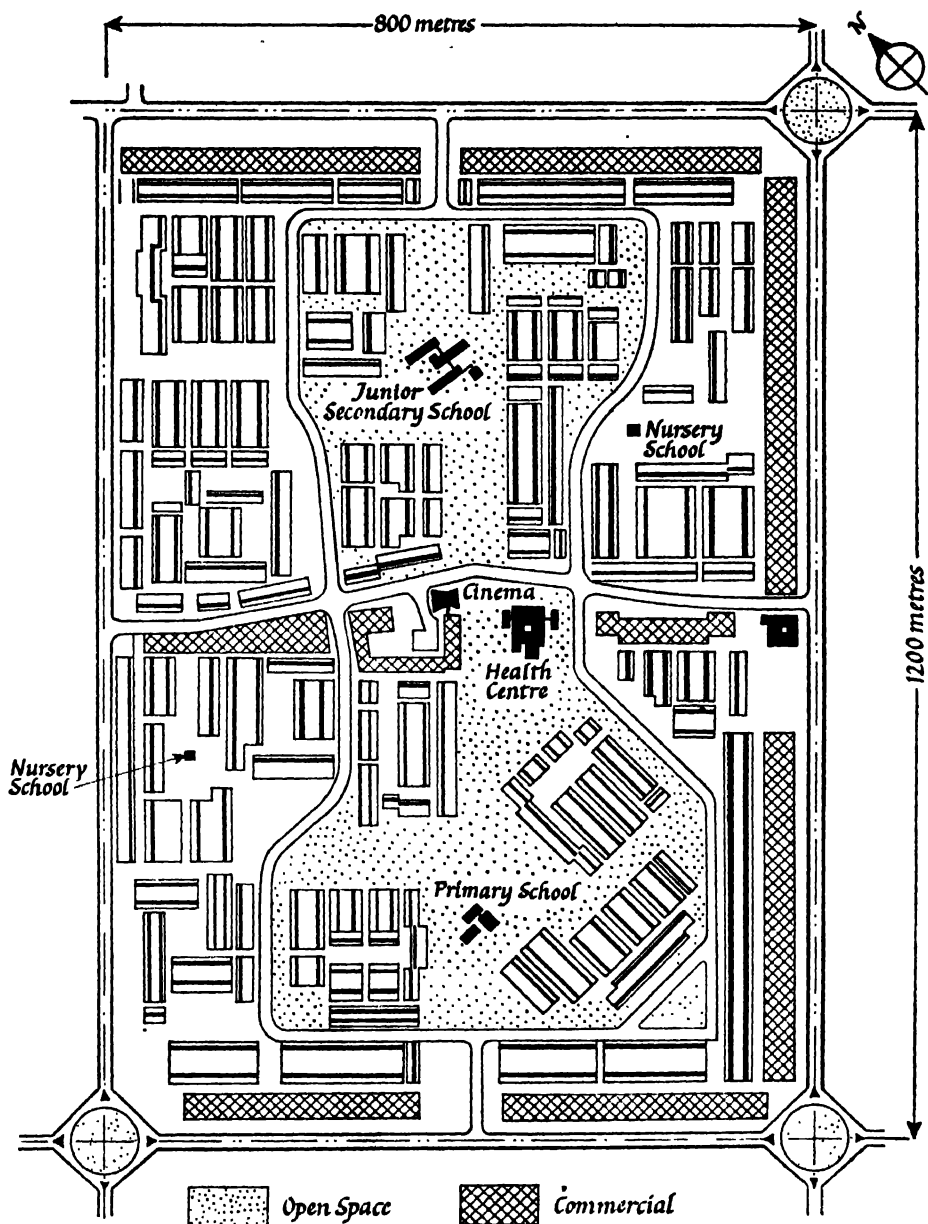 800 metres
N
Junior
Secondary School
Nursery
School
Cinema
Health
Centre
1200 metres
Nursery
School
Primary School
Open Space
Commercial